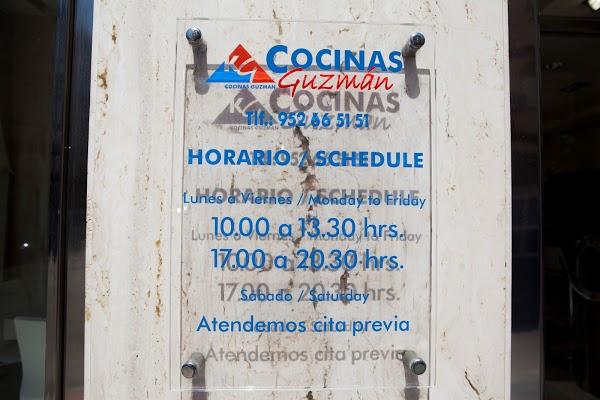 COCINAS
Guzmán
COCINAS GUZMAN
Tlf.: 952 66 51 51
HORARIO / SCHEDULE
Lunes a Viernes / Monday to Friday
10.00 a 13.30 hrs.
17.00 a 20.30 hrs.
Sábado / Saturday
Atendemos cita previa